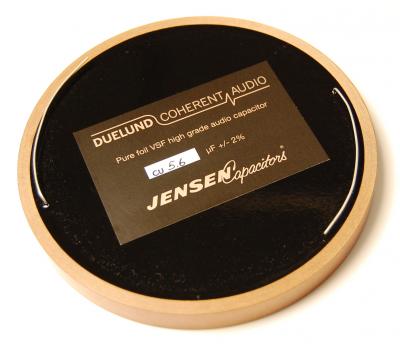 DUELUND COHERENT AUDIO
Pure foil VSF high grade audio capacitor
CU 5.6 µF +/- 2%
JENSEN Capacitors®